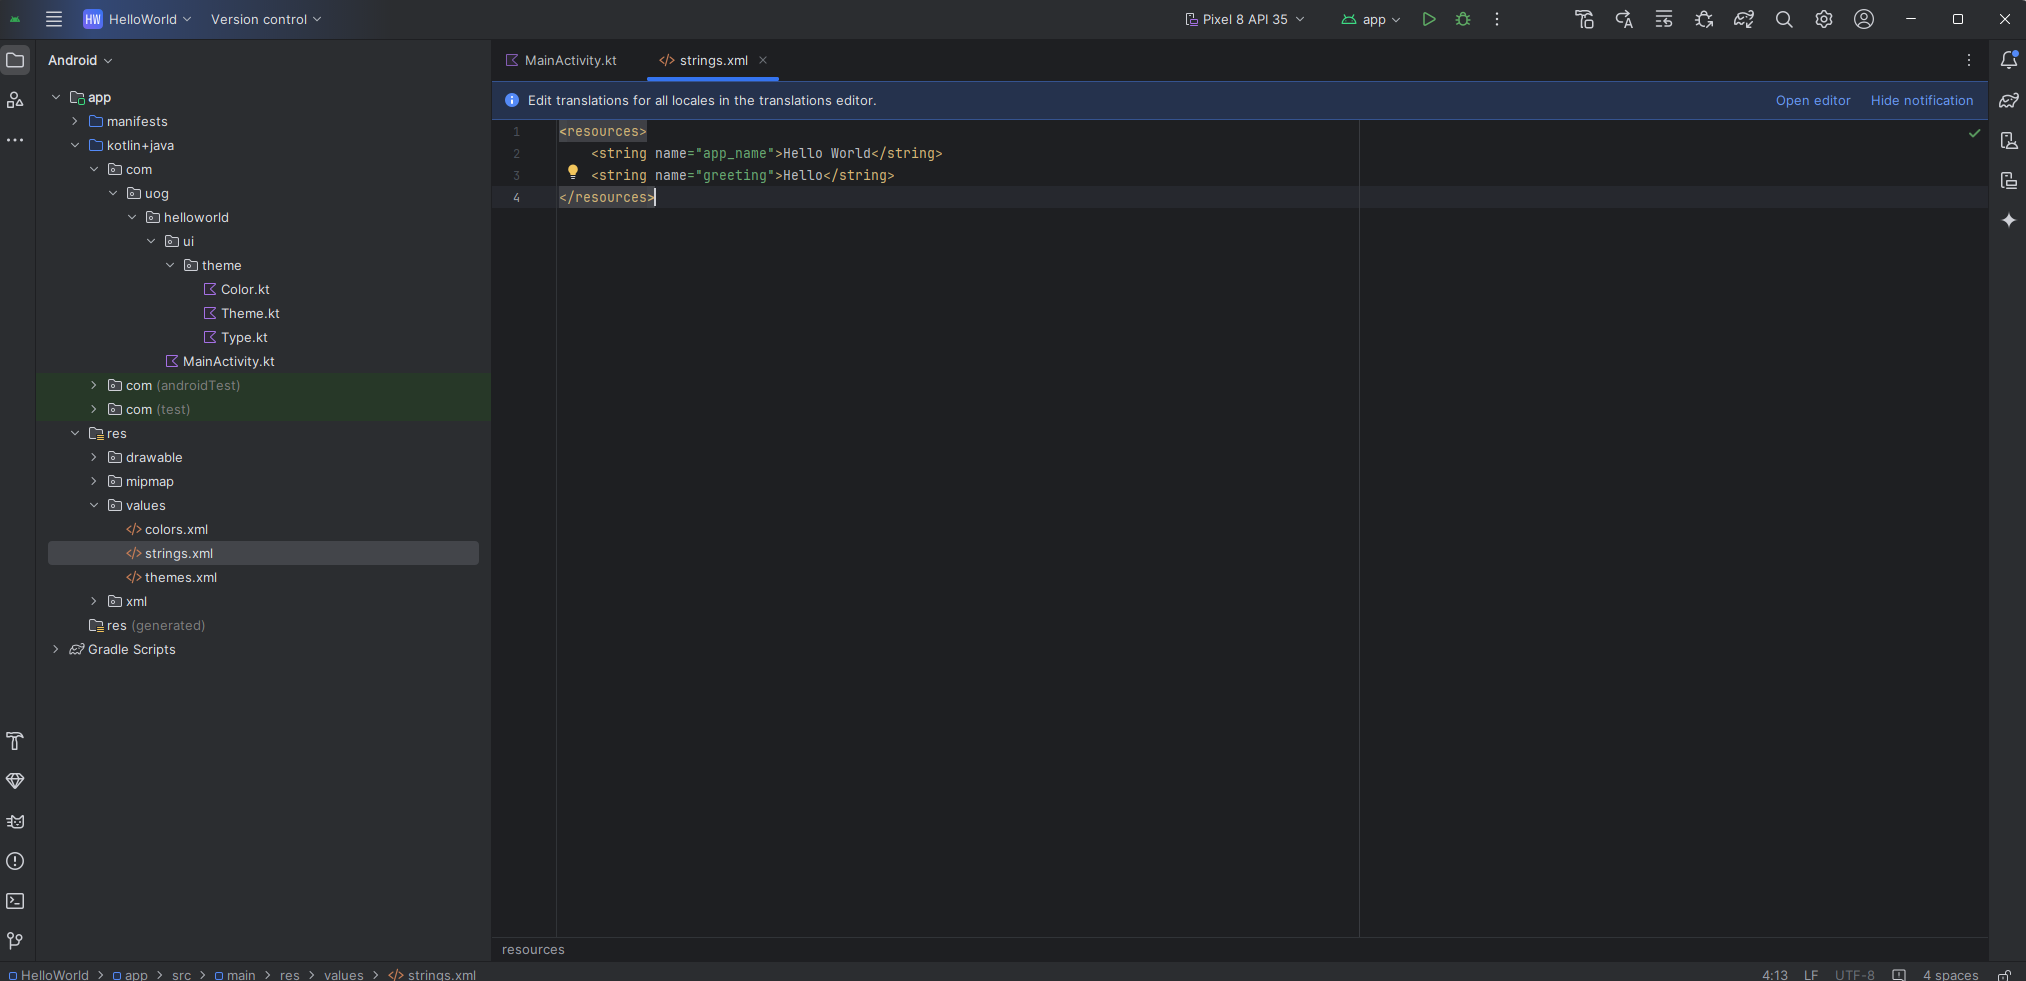 HW HelloWorld Version control Pixel 8 API 35 app
Android
MainActivity.kt strings.xml
Edit translations for all locales in the translations editor. Open editor Hide notification
app
manifests
kotlin+java
com
uog
helloworld
ui
theme
Color.kt
Theme.kt
Type.kt
MainActivity.kt
com (androidTest)
com (test)
res
drawable
mipmap
values
colors.xml
strings.xml
themes.xml
xml
res (generated)
Gradle Scripts
1 <resources>
2 <string name="app_name">Hello World</string>
3 <string name="greeting">Hello</string>
4 </resources>
resources
HelloWorld > app > src > main > res > values > </> strings.xml 4:13 LF UTF-8 4 spaces